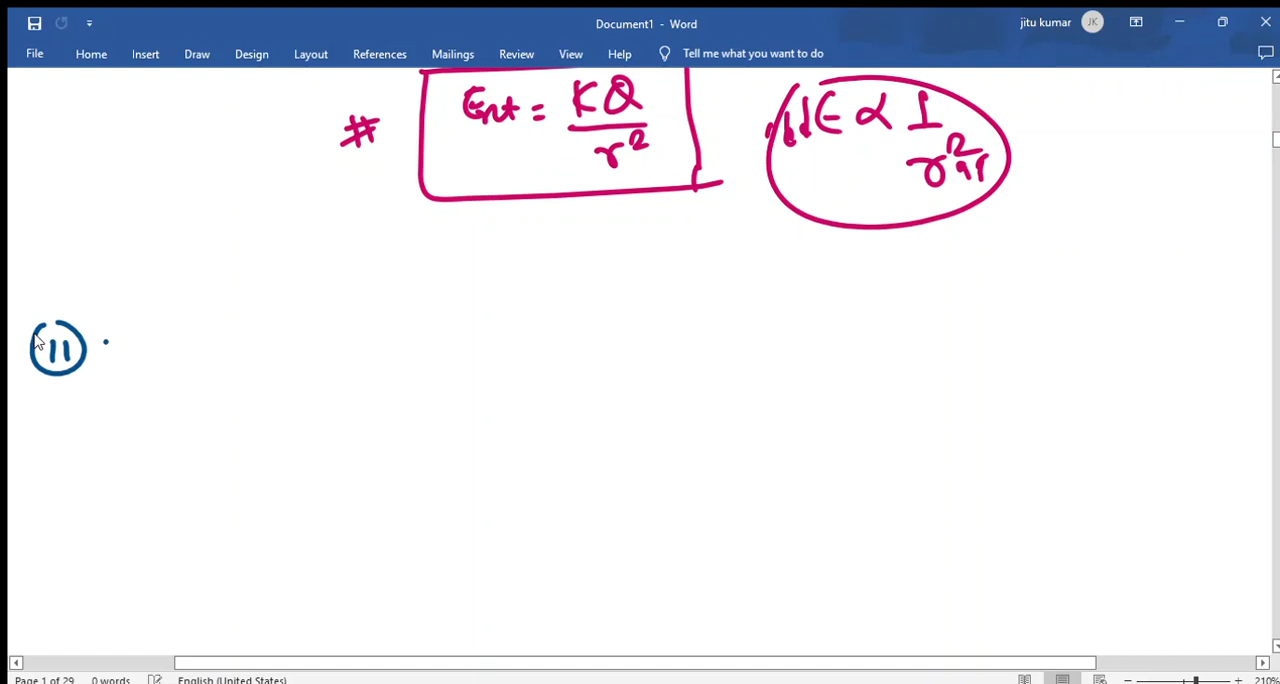 Document1 - Word
jitu kumar
JK
File Home Insert Draw Design Layout References Mailings Review View Help Tell me what you want to do
# Ent = KQ / r²
E α 1 / r²
11 .
Page 1 of 29 0 words English (United States) 210%